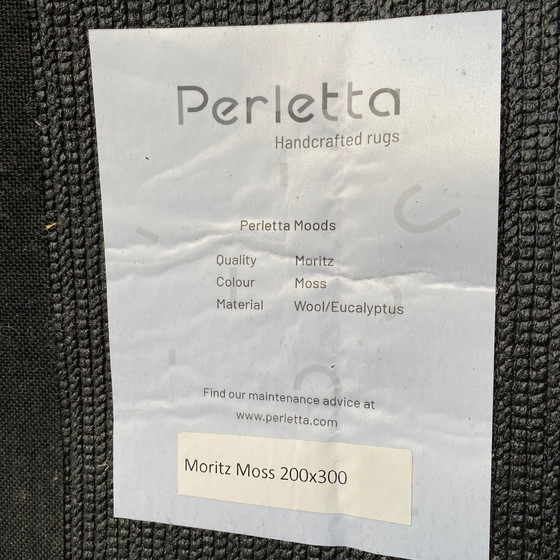 Perletta
Handcrafted rugs
Perletta Moods
Quality Moritz
Colour Moss
Material Wool/Eucalyptus
Find our maintenance advice at
www.perletta.com
Moritz Moss 200x300